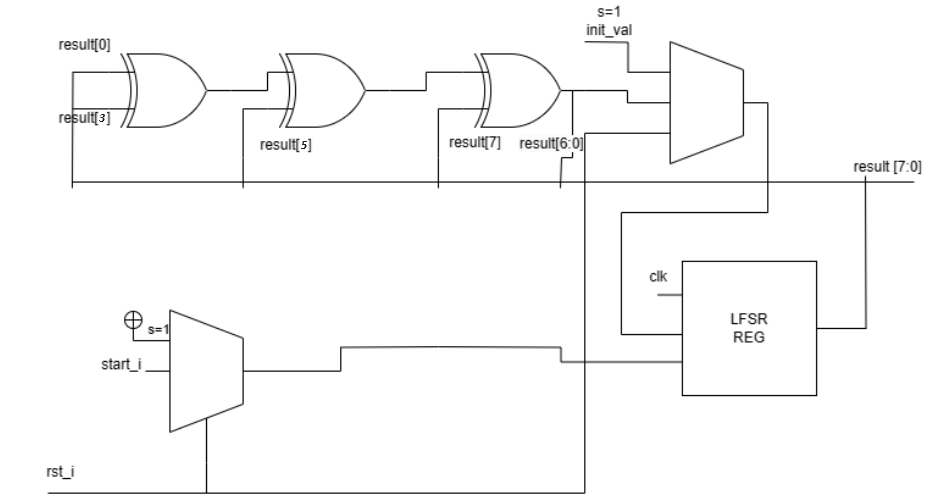 s=1
init_val
result[0]
result[3]
result[5]
result[7]
result[6:0]
result [7:0]
clk
LFSR
REG
s=1
start_i
rst_i